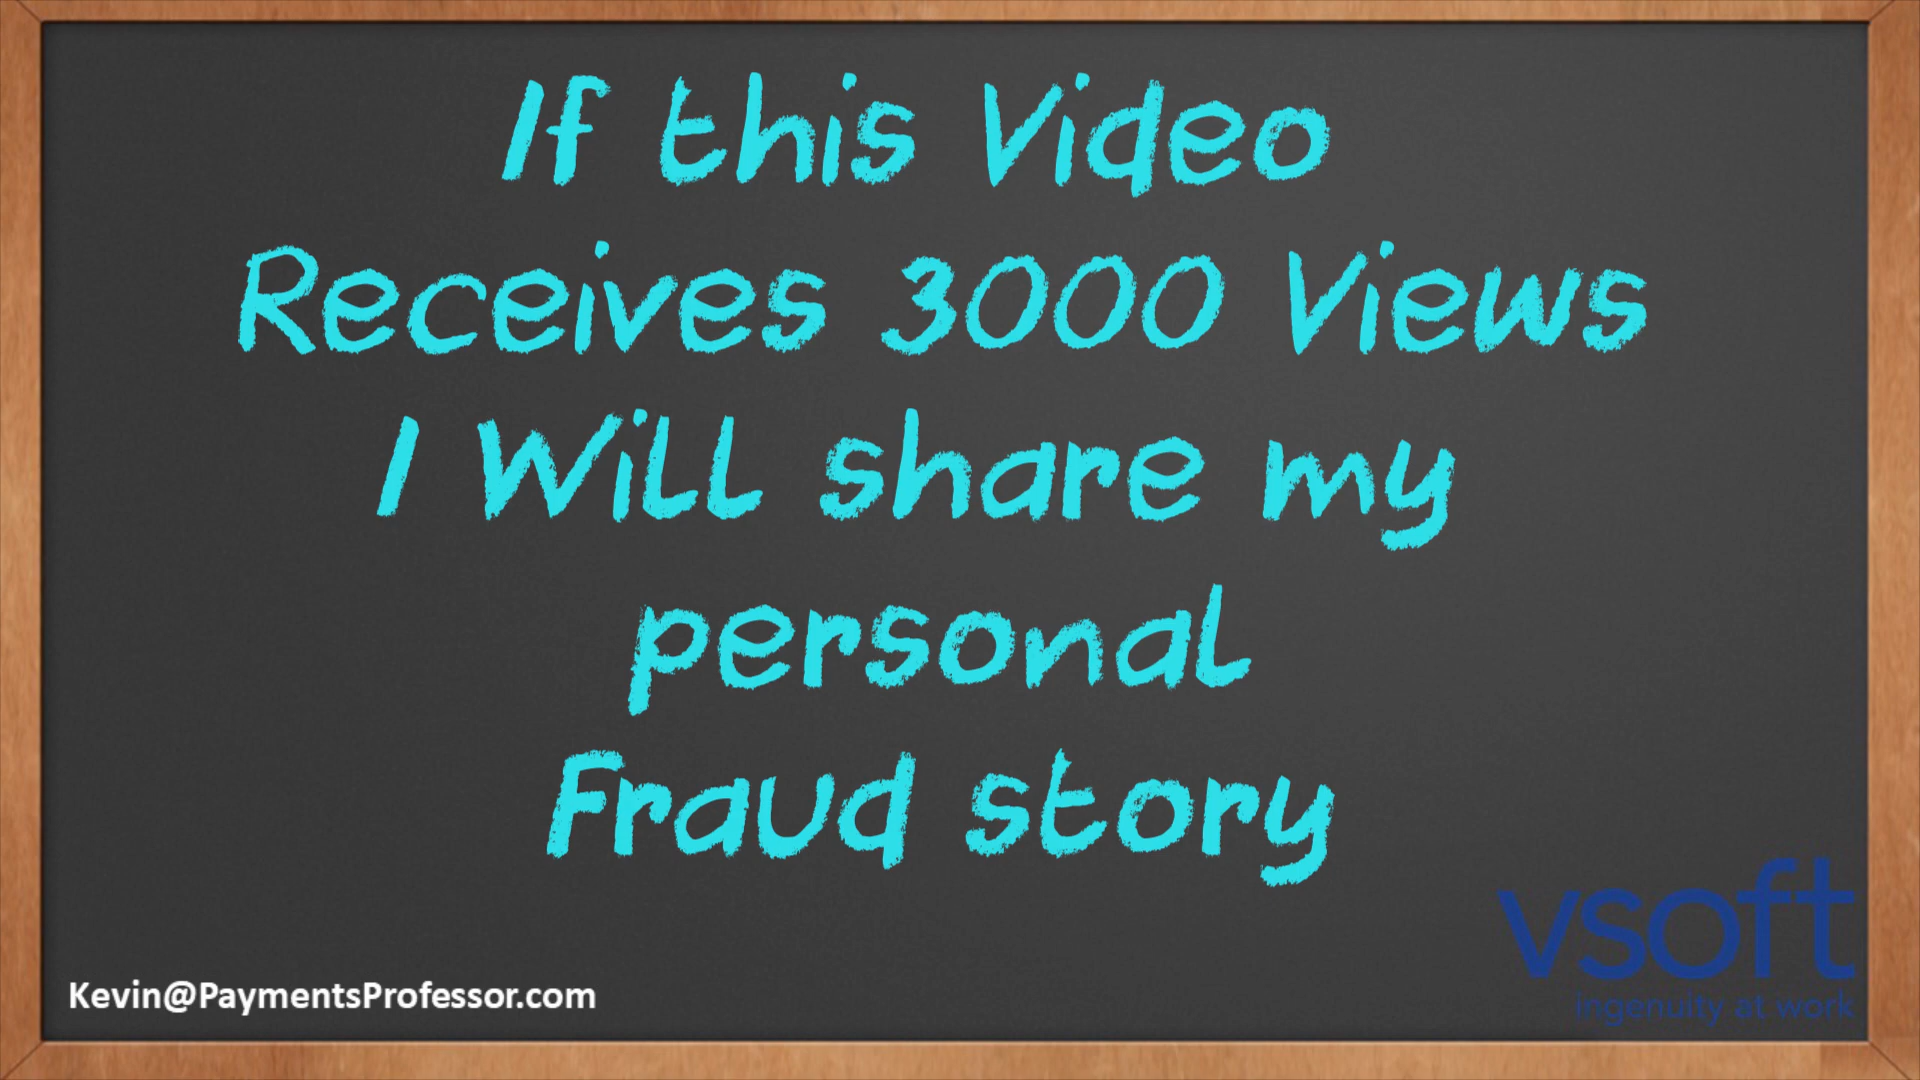 If this Video
Receives 3000 Views
I Will share my
personal
Fraud story
vsoft
ingenuity at work
Kevin@PaymentsProfessor.com